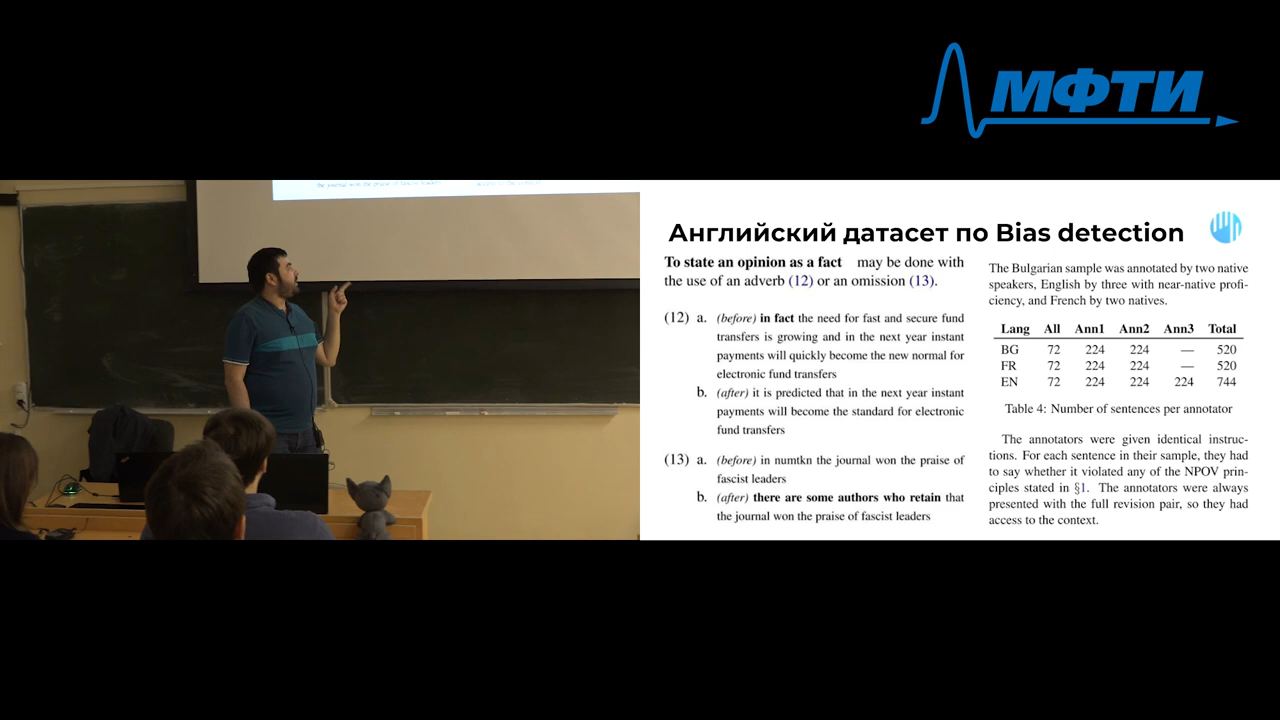 МФТИ
Английский датасет по Bias detection
To state an opinion as a fact may be done with
the use of an adverb (12) or an omission (13).
(12) a. (before) in fact the need for fast and secure fund
transfers is growing and in the next year instant
payments will quickly become the new normal for
electronic fund transfers
b. (after) it is predicted that in the next year instant
payments will become the standard for electronic
fund transfers
(13) a. (before) in numtkn the journal won the praise of
fascist leaders
b. (after) there are some authors who retain that
the journal won the praise of fascist leaders
The Bulgarian sample was annotated by two native
speakers, English by three with near-native profi-
ciency, and French by two natives.
Lang All Ann1 Ann2 Ann3 Total
BG 72 224 224 — 520
FR 72 224 224 — 520
EN 72 224 224 224 744
Table 4: Number of sentences per annotator
The annotators were given identical instruc-
tions. For each sentence in their sample, they had
to say whether it violated any of the NPOV prin-
ciples stated in §1. The annotators were always
presented with the full revision pair, so they had
access to the context.
the journal won the praise of fascist leaders